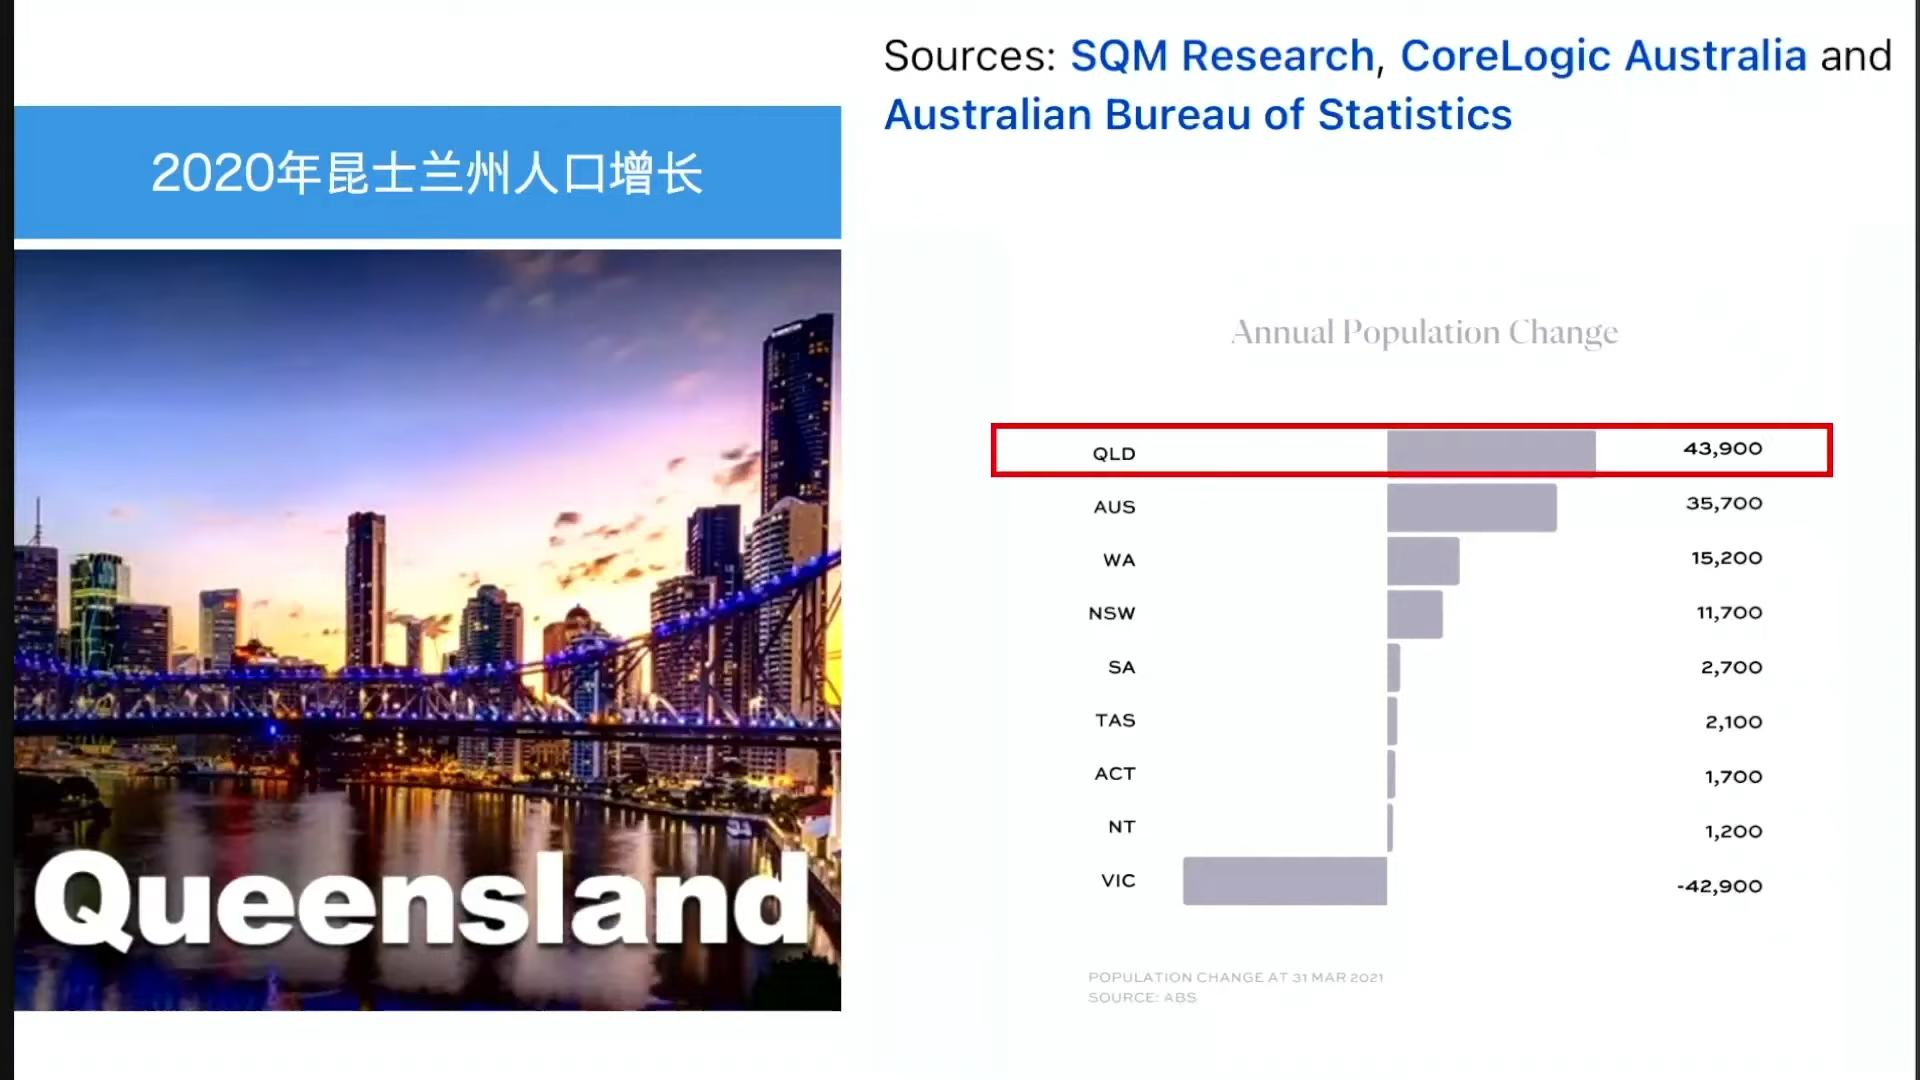 Sources: SQM Research, CoreLogic Australia and
Australian Bureau of Statistics
2020年昆士兰州人口增长
Queensland
Annual Population Change
QLD 43,900
AUS 35,700
WA 15,200
NSW 11,700
SA 2,700
TAS 2,100
ACT 1,700
NT 1,200
VIC -42,900
POPULATION CHANGE AT 31 MAR 2021
SOURCE: ABS